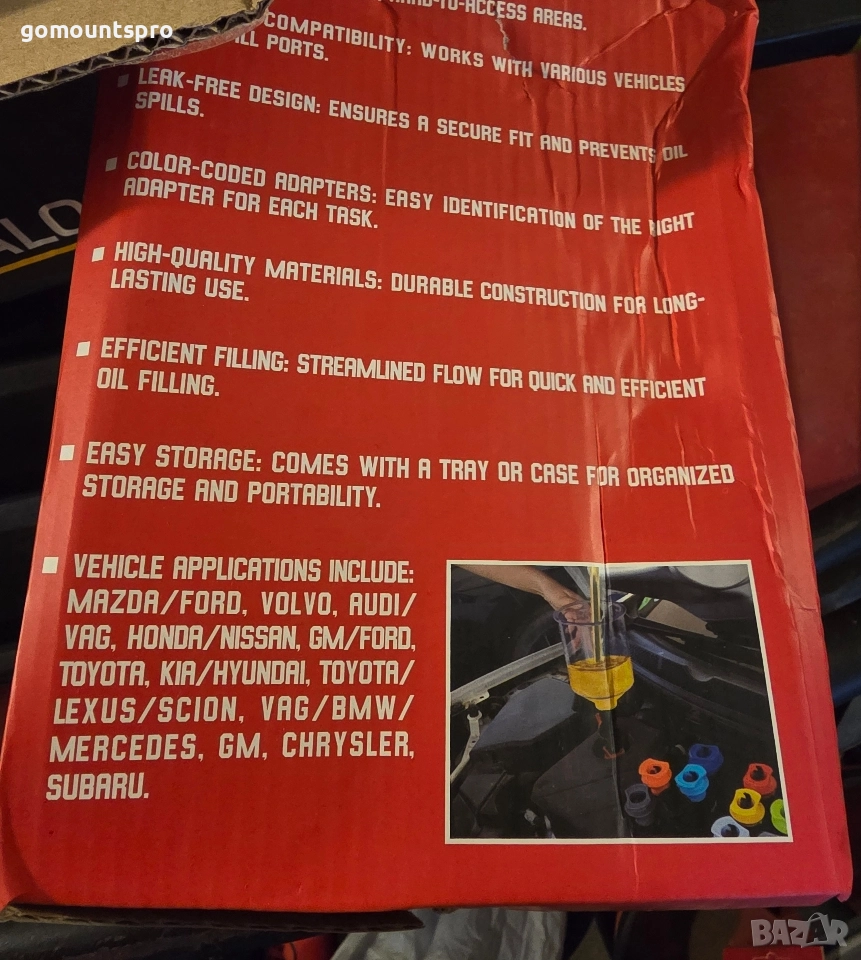 gomountspro
HARD-TO-ACCESS AREAS.
COMPATIBILITY: WORKS WITH VARIOUS VEHICLES
PORTS.
LEAK-FREE DESIGN: ENSURES A SECURE FIT AND PREVENTS OIL
SPILLS.
COLOR-CODED ADAPTERS: EASY IDENTIFICATION OF THE RIGHT
ADAPTER FOR EACH TASK.
HIGH-QUALITY MATERIALS: DURABLE CONSTRUCTION FOR LONG-
LASTING USE.
EFFICIENT FILLING: STREAMLINED FLOW FOR QUICK AND EFFICIENT
OIL FILLING.
EASY STORAGE: COMES WITH A TRAY OR CASE FOR ORGANIZED
STORAGE AND PORTABILITY.
VEHICLE APPLICATIONS INCLUDE:
MAZDA/FORD, VOLVO, AUDI/
VAG, HONDA/NISSAN, GM/FORD,
TOYOTA, KIA/HYUNDAI, TOYOTA/
LEXUS/SCION, VAG/BMW/
MERCEDES, GM, CHRYSLER,
SUBARU.
BAZAR